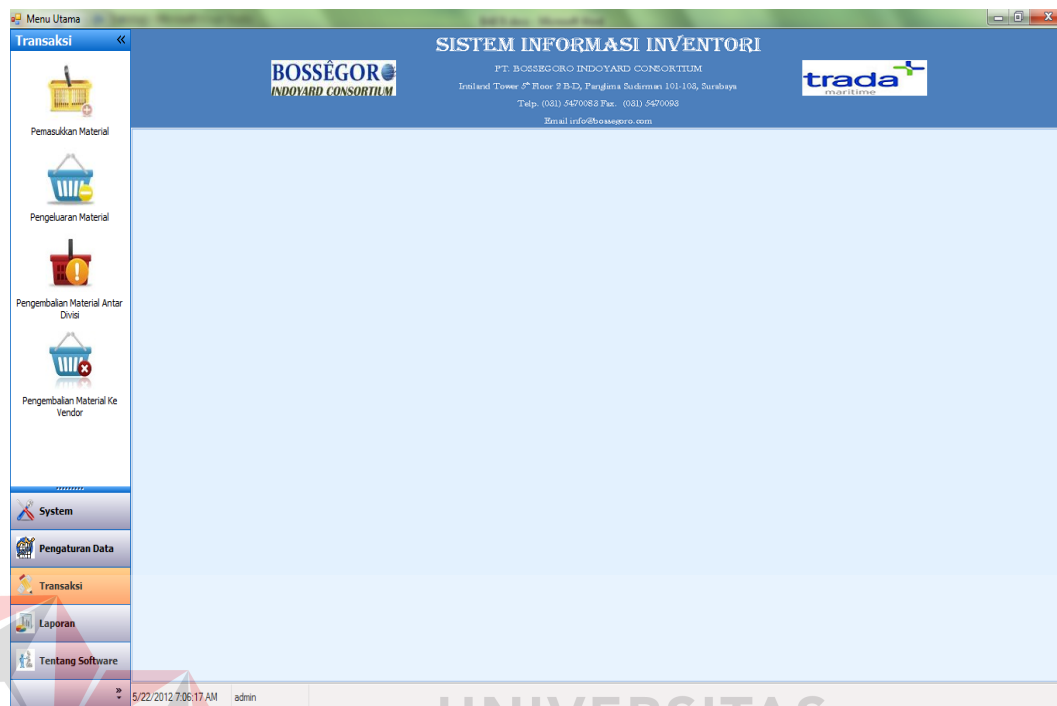 Menu Utama
Transaksi «
Pemasukkan Material
Pengeluaran Material
Pengembalian Material Antar
Divisi
Pengembalian Material Ke
Vendor
System
Pengaturan Data
Transaksi
Laporan
Tentang Software
»
SISTEM INFORMASI INVENTORI
BOSSÊGORO
INDOYARD CONSORTIUM
PT. BOSSEGORO INDOYARD CONSORTIUM
Intiland Tower 5th Floor 2 B-D, Panglima Sudirman 101-103, Surabaya
Telp. (031) 5470083 Fax. (031) 5470093
Email info@bossegoro.com
trada
maritime
5/22/2012 7:06:17 AM admin
UNIVERSITAS